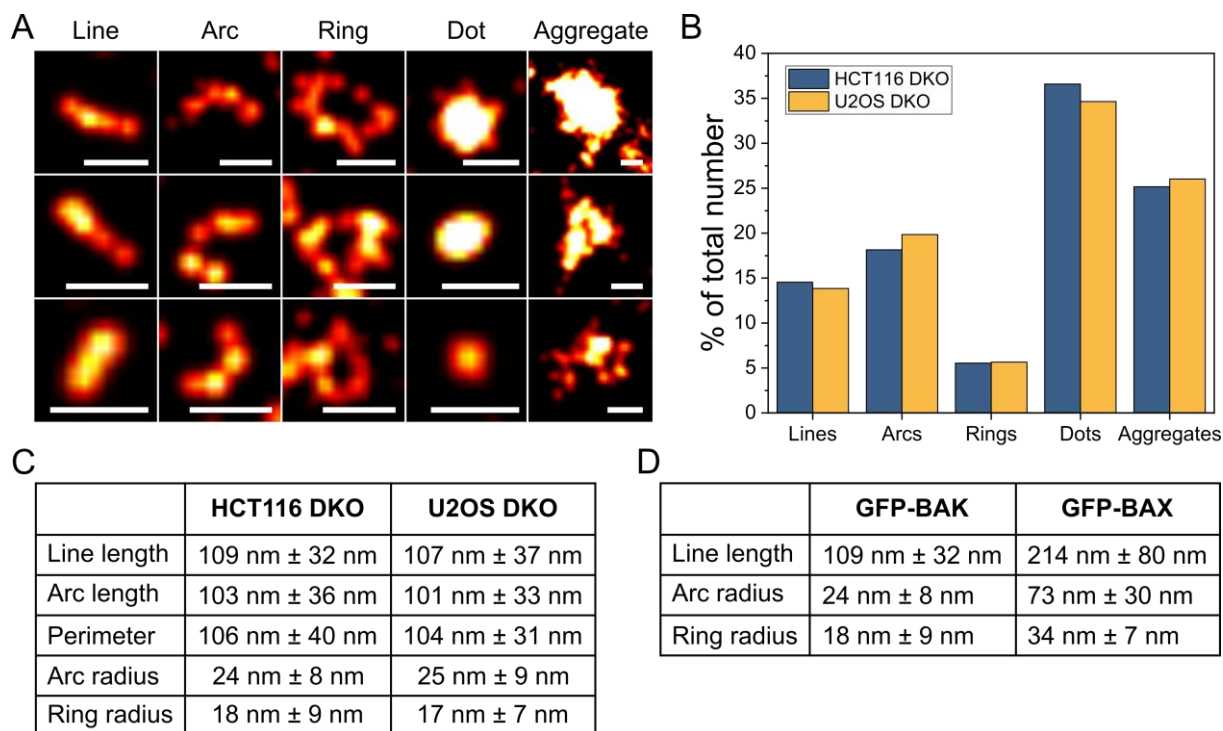 A
Line Arc Ring Dot Aggregate
B
40
35
30
25
20
15
10
5
0
% of total number
HCT116 DKO
U2OS DKO
Lines Arcs Rings Dots Aggregates
C
HCT116 DKO U2OS DKO
Line length 109 nm ± 32 nm 107 nm ± 37 nm
Arc length 103 nm ± 36 nm 101 nm ± 33 nm
Perimeter 106 nm ± 40 nm 104 nm ± 31 nm
Arc radius 24 nm ± 8 nm 25 nm ± 9 nm
Ring radius 18 nm ± 9 nm 17 nm ± 7 nm
D
GFP-BAK GFP-BAX
Line length 109 nm ± 32 nm 214 nm ± 80 nm
Arc radius 24 nm ± 8 nm 73 nm ± 30 nm
Ring radius 18 nm ± 9 nm 34 nm ± 7 nm